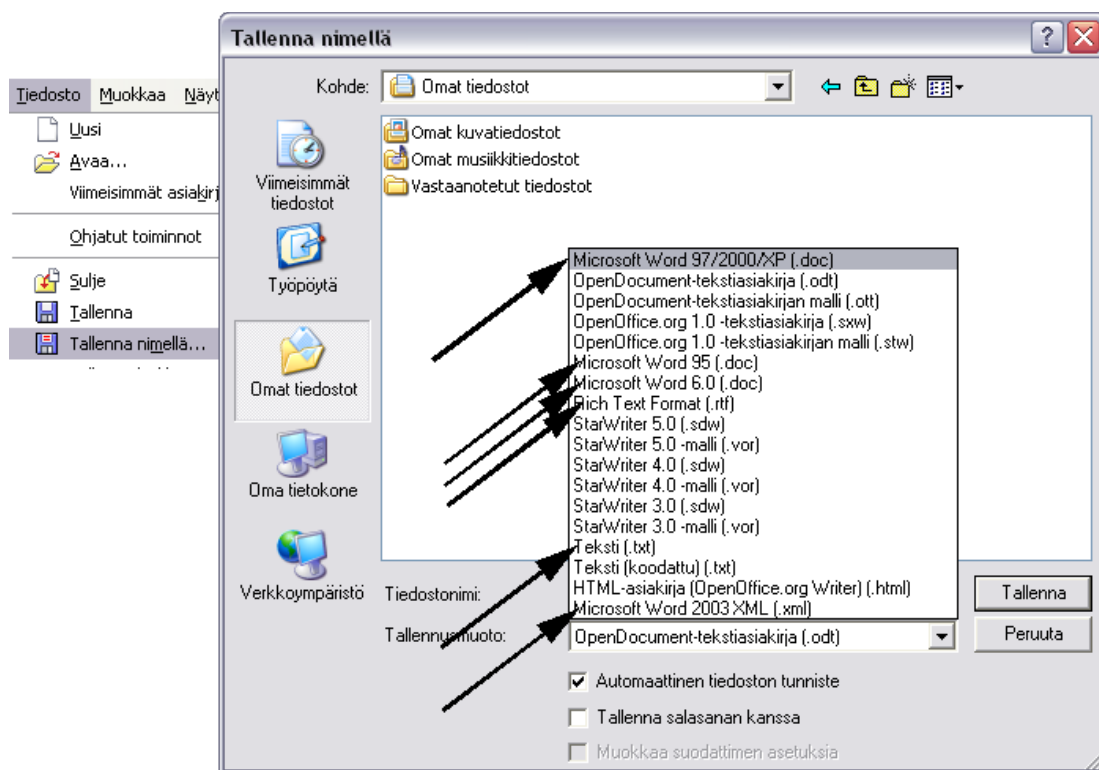 Tallenna nimellä
Tiedosto Muokkaa Näyt
Uusi
Avaa...
Viimeisimmät asiakirj
Ohjatut toiminnot
Sulje
Tallenna
Tallenna nimellä...
Kohde:
Omat tiedostot
Viimeisimmät
tiedostot
Työpöytä
Omat tiedostot
Oma tietokone
Verkkoympäristö
Omat kuvatiedostot
Omat musiikkitiedostot
Vastaanotetut tiedostot
Microsoft Word 97/2000/XP (.doc)
OpenDocument-tekstiasiakirja (.odt)
OpenDocument-tekstiasiakirjan malli (.ott)
OpenOffice.org 1.0 -tekstiasiakirja (.sxw)
OpenOffice.org 1.0 -tekstiasiakirjan malli (.stw)
Microsoft Word 95 (.doc)
Microsoft Word 6.0 (.doc)
Rich Text Format (.rtf)
StarWriter 5.0 (.sdw)
StarWriter 5.0 -malli (.vor)
StarWriter 4.0 (.sdw)
StarWriter 4.0 -malli (.vor)
StarWriter 3.0 (.sdw)
StarWriter 3.0 -malli (.vor)
Teksti (.txt)
Teksti (koodattu) (.txt)
HTML-asiakirja (OpenOffice.org Writer) (.html)
Microsoft Word 2003 XML (.xml)
Tiedostonimi:
Tallenna
Tallennusmuoto:
OpenDocument-tekstiasiakirja (.odt)
Peruuta
Automaattinen tiedoston tunniste
Tallenna salasanan kanssa
Muokkaa suodattimen asetuksia